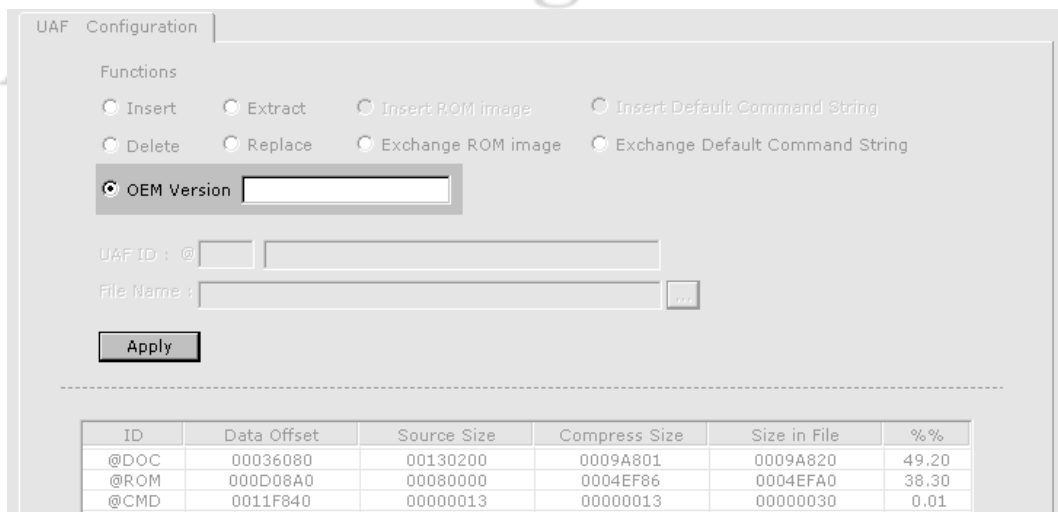 UAF Configuration
Functions
Insert Extract Insert ROM image Insert Default Command String
Delete Replace Exchange ROM image Exchange Default Command String
OEM Version
UAF ID : @
File Name :
...
Apply
ID Data Offset Source Size Compress Size Size in File %%
@DOC 00036080 00130200 0009A801 0009A820 49.20
@ROM 000D08A0 00080000 0004EF86 0004EFA0 38.30
@CMD 0011F840 00000013 00000013 00000030 0.01